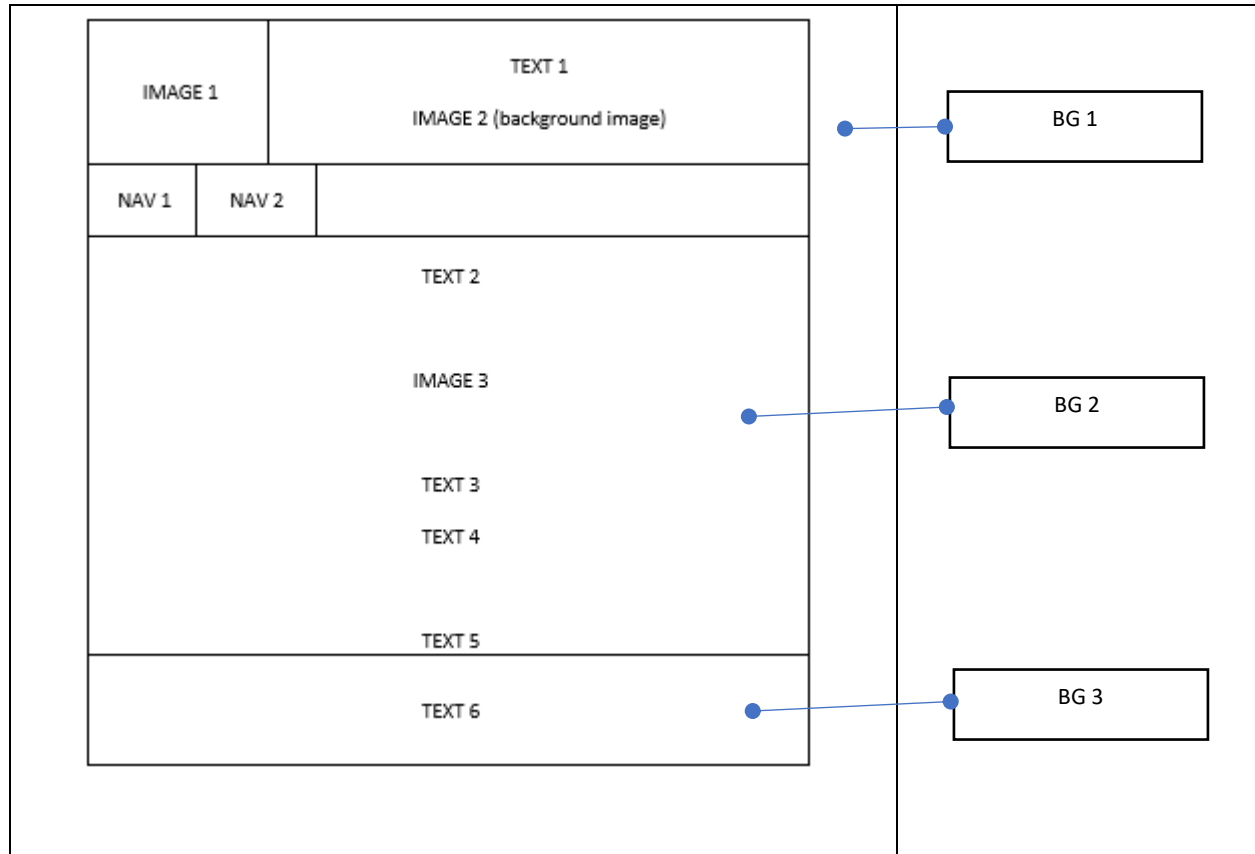 IMAGE 1
TEXT 1
IMAGE 2 (background image)
BG 1
NAV 1
NAV 2
TEXT 2
IMAGE 3
BG 2
TEXT 3
TEXT 4
TEXT 5
TEXT 6
BG 3